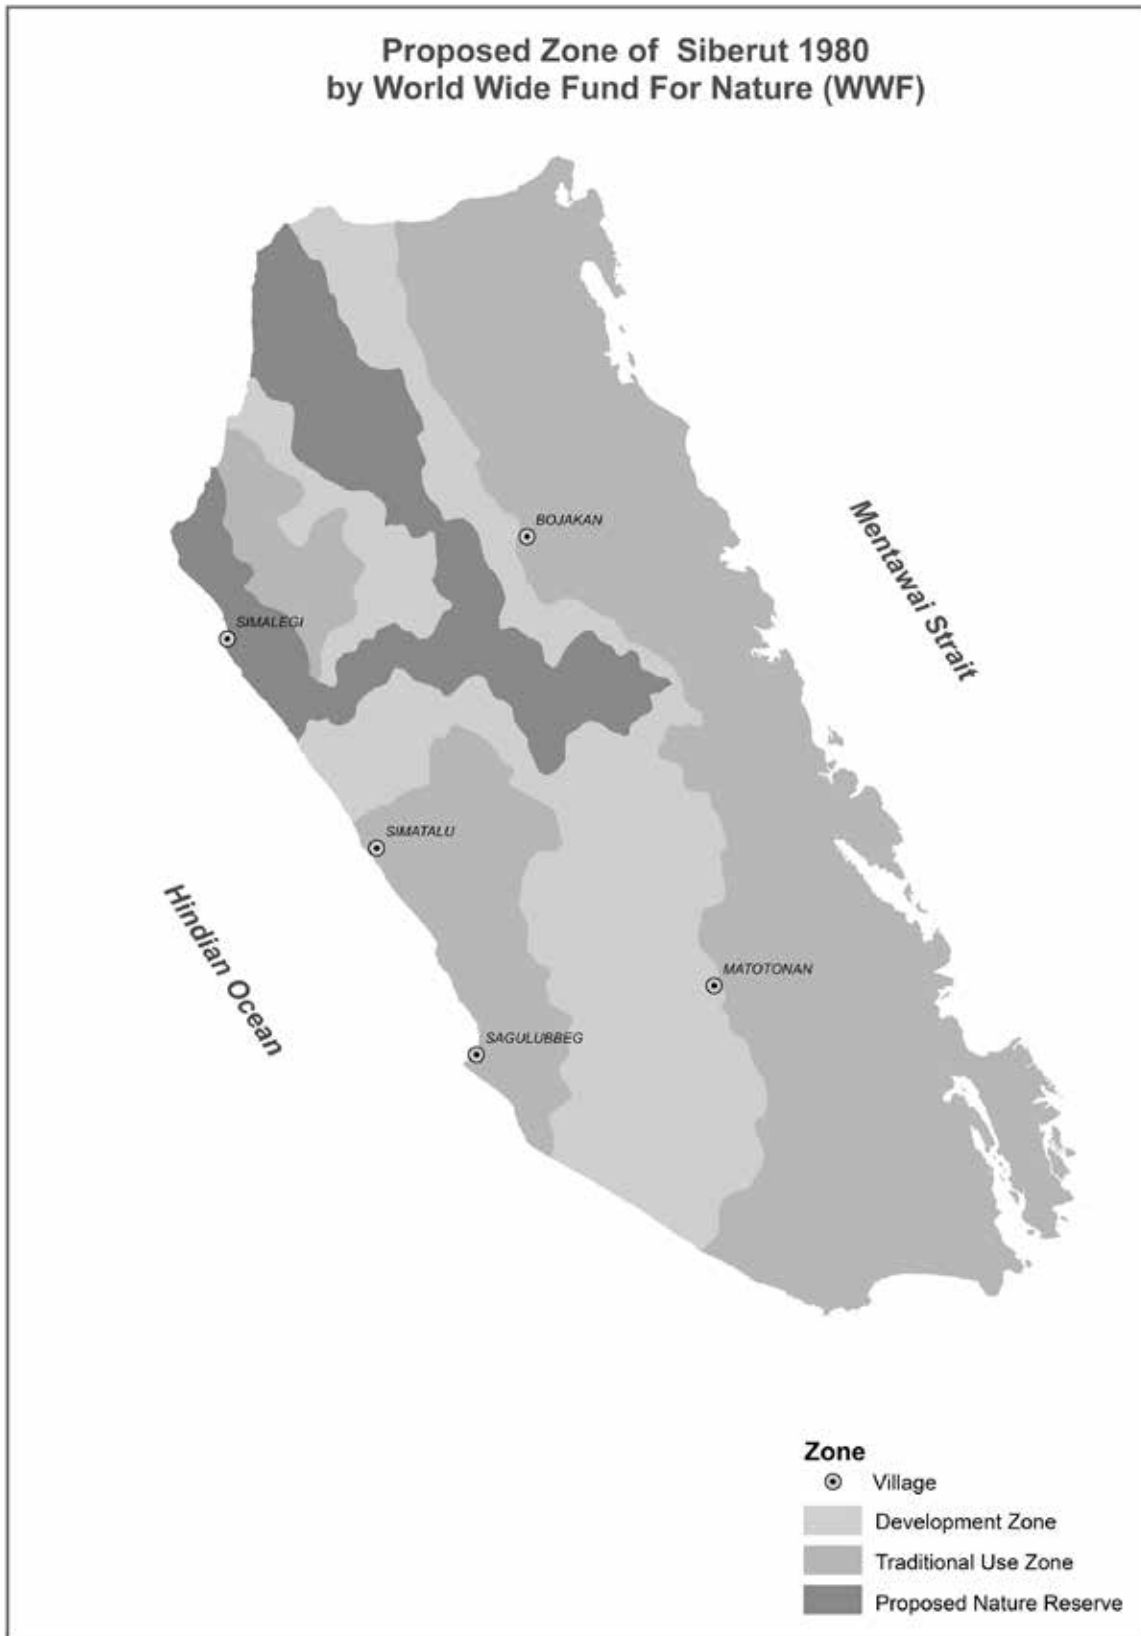 Proposed Zone of Siberut 1980
by World Wide Fund For Nature (WWF)
BOJAKAN
Mentawai Strait
SIMALEGI
SIMATALU
Hindian Ocean
MATOTONAN
SAGULUBBEG
Zone
Village
Development Zone
Traditional Use Zone
Proposed Nature Reserve